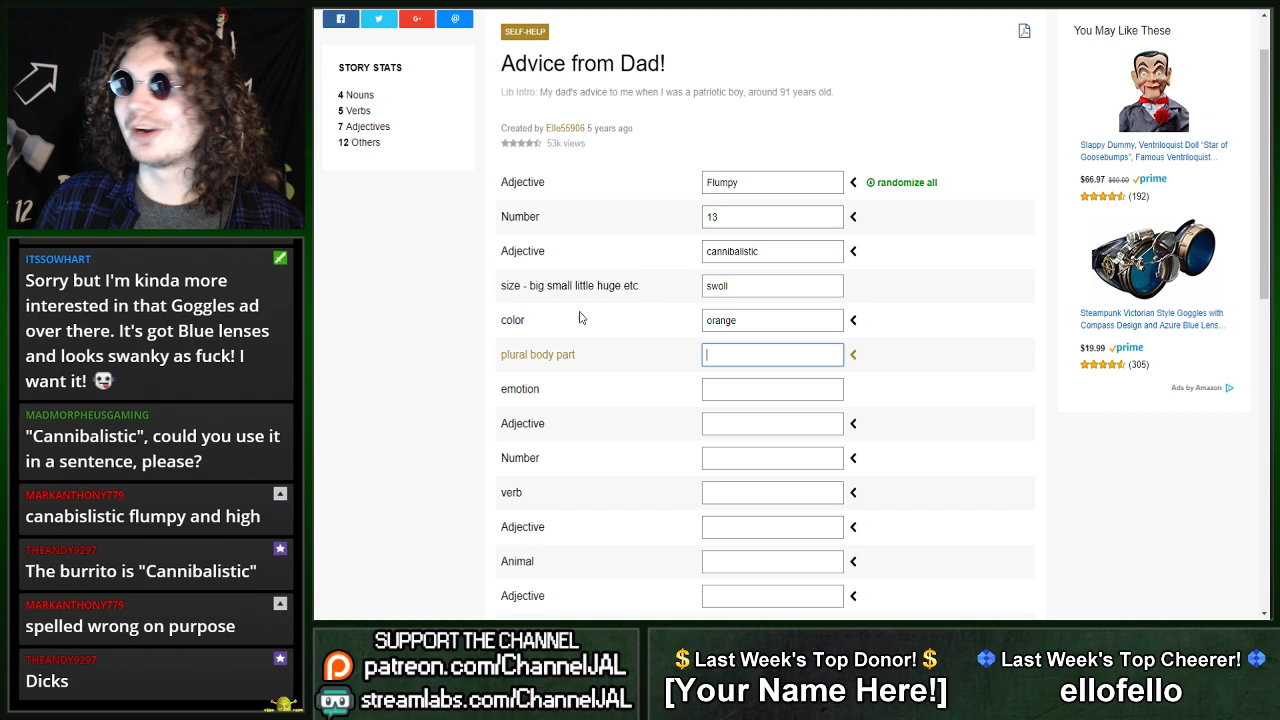 12
ITSSOWHART
Sorry but I'm kinda more
interested in that Goggles ad
over there. It's got Blue lenses
and looks swanky as fuck! I
want it!
MADMORPHEUSGAMING
"Cannibalistic", could you use it
in a sentence, please?
MARKANTHONY779
canabislistic flumpy and high
THEANDY9297
The burrito is "Cannibalistic"
MARKANTHONY779
spelled wrong on purpose
THEANDY9297
Dicks
STORY STATS
4 Nouns
5 Verbs
7 Adjectives
12 Others
SELF-HELP
Advice from Dad!
Lib Intro: My dad's advice to me when I was a patriotic boy, around 91 years old.
Created by Elle55906 5 years ago
53k views
Adjective Flumpy randomize all
Number 13
Adjective cannibalistic
size - big small little huge etc swoll
color orange
plural body part
emotion
Adjective
Number
verb
Adjective
Animal
Adjective
You May Like These
Slappy Dummy, Ventriloquist Doll "Star of
Goosebumps", Famous Ventriloquist...
$66.97 $80.00 prime
(192)
Steampunk Victorian Style Goggles with
Compass Design and Azure Blue Lens...
$19.99 prime
(305)
Ads by Amazon
SUPPORT THE CHANNEL
patreon.com/ChannelJAL
streamlabs.com/ChannelJAL
$ Last Week's Top Donor! $
[Your Name Here!]
Last Week's Top Cheerer!
ellofello